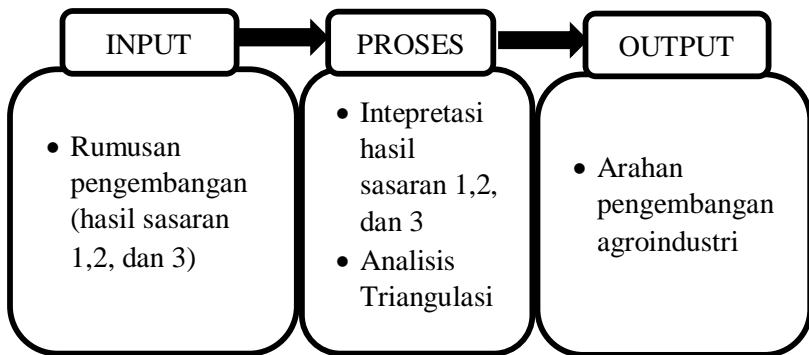 INPUT
PROSES
OUTPUT
• Rumusan
pengembangan
(hasil sasaran
1,2, dan 3)
• Intepretasi
hasil
sasaran 1,2,
dan 3
• Analisis
Triangulasi
• Arahan
pengembangan
agroindustri